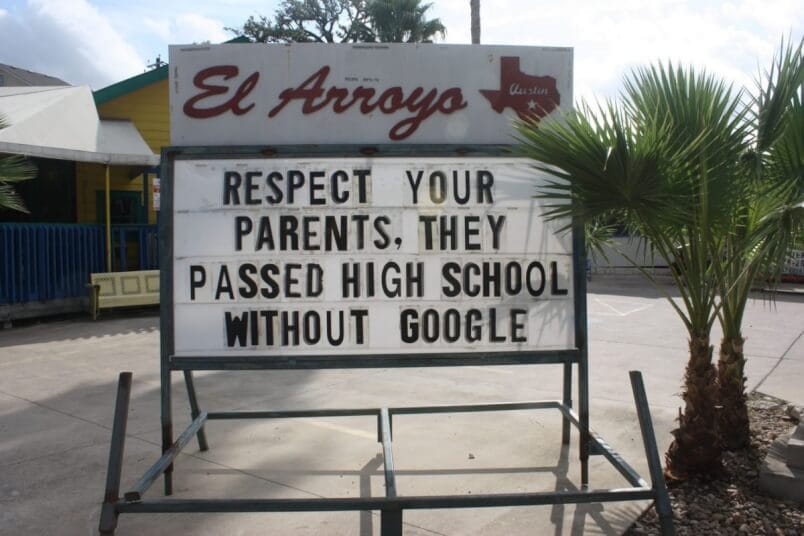 El Arroyo
Austin
RESPECT YOUR
PARENTS, THEY
PASSED HIGH SCHOOL
WITHOUT GOOGLE